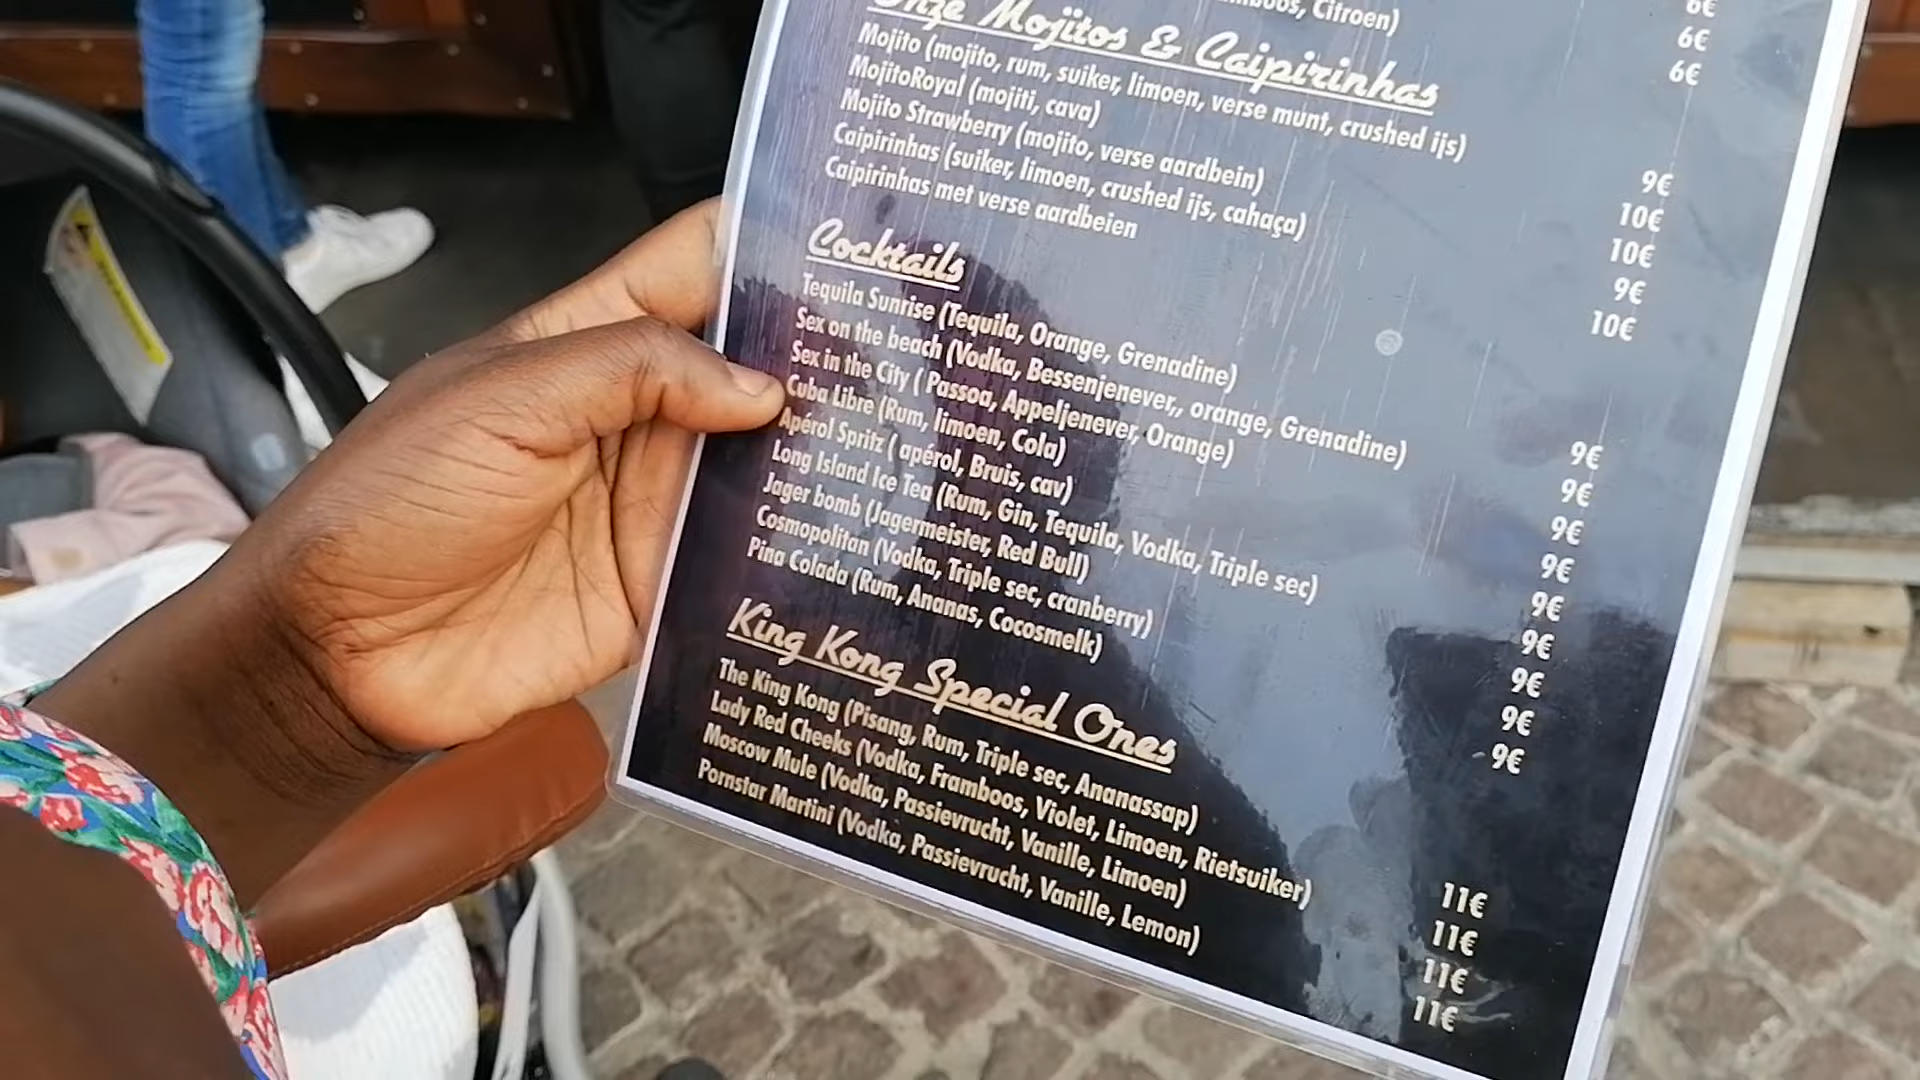 mboos, Citroen) 6€
6€
6€
Onze Mojitos & Caipirinhas
Mojito (mojito, rum, suiker, limoen, verse munt, crushed ijs) 9€
MojitoRoyal (mojiti, cava) 10€
Mojito Strawberry (mojito, verse aardbein) 10€
Caipirinhas (suiker, limoen, crushed ijs, cahaça) 9€
Caipirinhas met verse aardbeien 10€
Cocktails
Tequila Sunrise (Tequila, Orange, Grenadine) 9€
Sex on the beach (Vodka, Bessenjenever,, orange, Grenadine) 9€
Sex in the City ( Passoa, Appeljenever, Orange) 9€
Cuba Libre (Rum, limoen, Cola) 9€
Apérol Spritz ( apérol, Bruis, cav) 9€
Long Island Ice Tea (Rum, Gin, Tequila, Vodka, Triple sec) 9€
Jager bomb (Jagermeister, Red Bull) 9€
Cosmopolitan (Vodka, Triple sec, cranberry) 9€
Pina Colada (Rum, Ananas, Cocosmelk) 9€
King Kong Special Ones
The King Kong (Pisang, Rum, Triple sec, Ananassap) 11€
Lady Red Cheeks (Vodka, Framboos, Violet, Limoen, Rietsuiker) 11€
Moscow Mule (Vodka, Passievrucht, Vanille, Limoen) 11€
Pornstar Martini (Vodka, Passievrucht, Vanille, Lemon) 11€